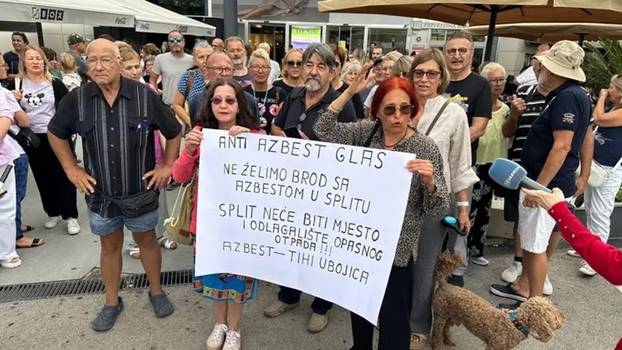 BOX
ANTI AZBEST GLAS
NE ŽELIMO BROD SA
AZBESTOM U SPLITU
SPLIT NEĆE BITI MJESTO
I ODLAGALIŠTE OPASNOG
OTPADA!!!
AZBEST – TIHI UBOJICA